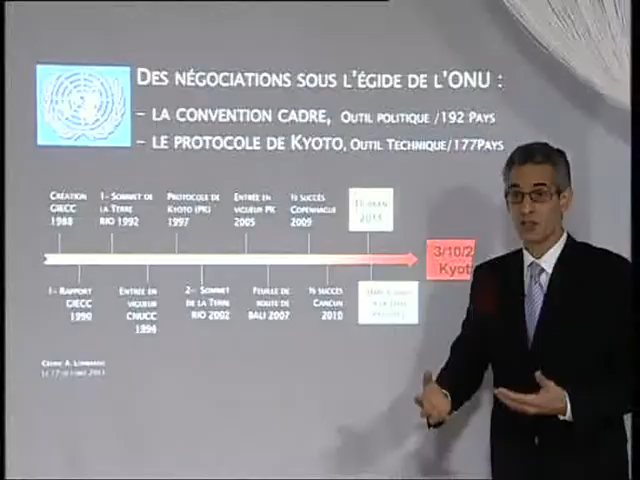 DES NÉGOCIATIONS SOUS L'ÉGIDE DE L'ONU :
– LA CONVENTION CADRE, OUTIL POLITIQUE /192 PAYS
– LE PROTOCOLE DE KYOTO, OUTIL TECHNIQUE/177PAYS
CRÉATION
GIECC
1988
1- SOMMET DE
LA TERRE
RIO 1992
PROTOCOLE DE
KYOTO (PK)
1997
ENTRÉE EN
VIGUEUR PK
2005
½ SUCCÈS
COPENHAGUE
2009
DURBAN
2011
3/10/2
Kyot
1- RAPPORT
GIECC
1990
ENTRÉE EN
VIGUEUR
CNUCC
1994
2- SOMMET
DE LA TERRE
RIO 2002
FEUILLE DE
ROUTE DE
BALI 2007
½ SUCCÈS
CANCUN
2010